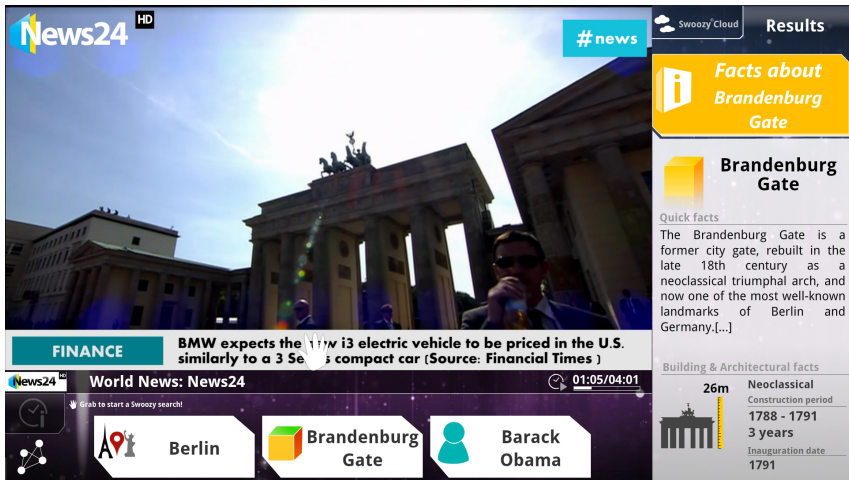 News24
HD
#news
Swoozy Cloud
Results
Facts about
Brandenburg
Gate
Brandenburg
Gate
Quick facts
The Brandenburg Gate is a
former city gate, rebuilt in the
late 18th century as a
neoclassical triumphal arch, and
now one of the most well-known
landmarks of Berlin and
Germany.[...]
FINANCE
BMW expects the new i3 electric vehicle to be priced in the U.S.
similarly to a 3 Series compact car (Source: Financial Times )
News24 HD
World News: News24
01:05/04:01
Grab to start a Swoozy search!
Berlin
Brandenburg
Gate
Barack
Obama
Building & Architectural facts
26m
Neoclassical
Construction period
1788 - 1791
3 years
Inauguration date
1791